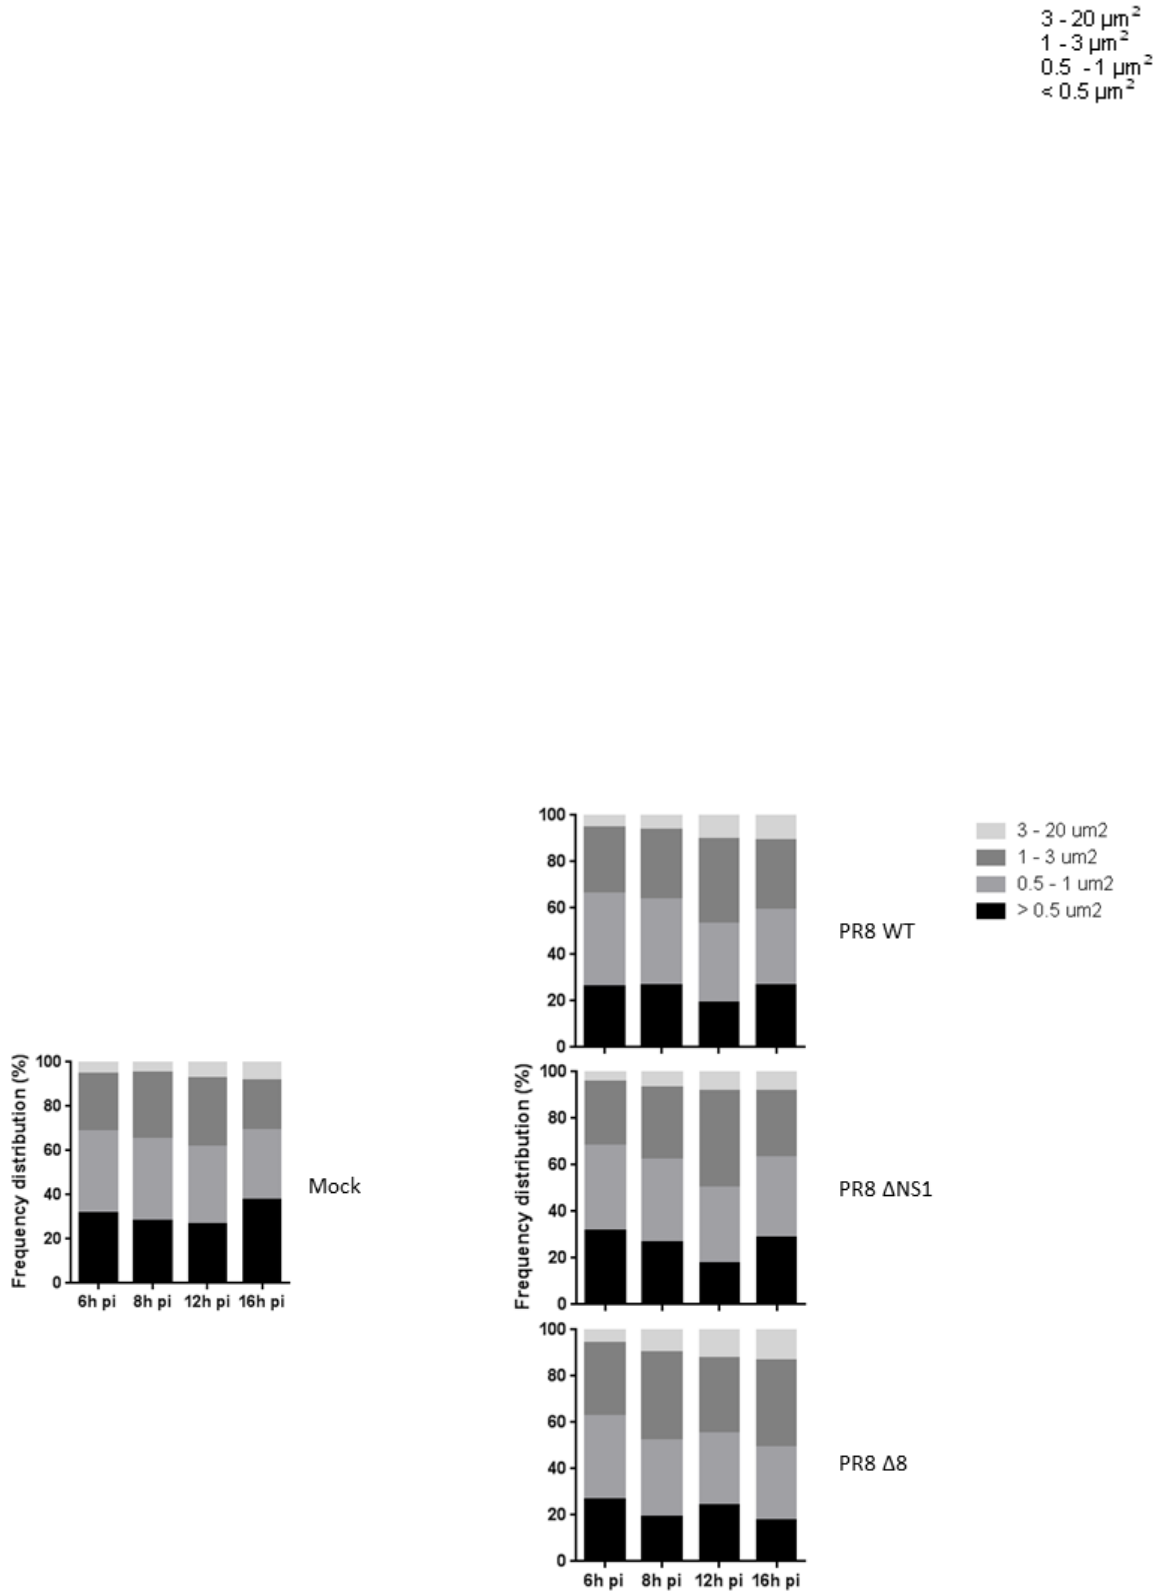 3 - 20 µm²
1 - 3 µm²
0.5 - 1 µm²
< 0.5 µm²
100
80
60
40
20
0
3 - 20 um2
1 - 3 um2
0.5 - 1 um2
> 0.5 um2
PR8 WT
Frequency distribution (%)
100
80
60
40
20
0
6h pi 8h pi 12h pi 16h pi
Mock
Frequency distribution (%)
100
80
60
40
20
0
PR8 ΔNS1
100
80
60
40
20
0
6h pi 8h pi 12h pi 16h pi
PR8 Δ8